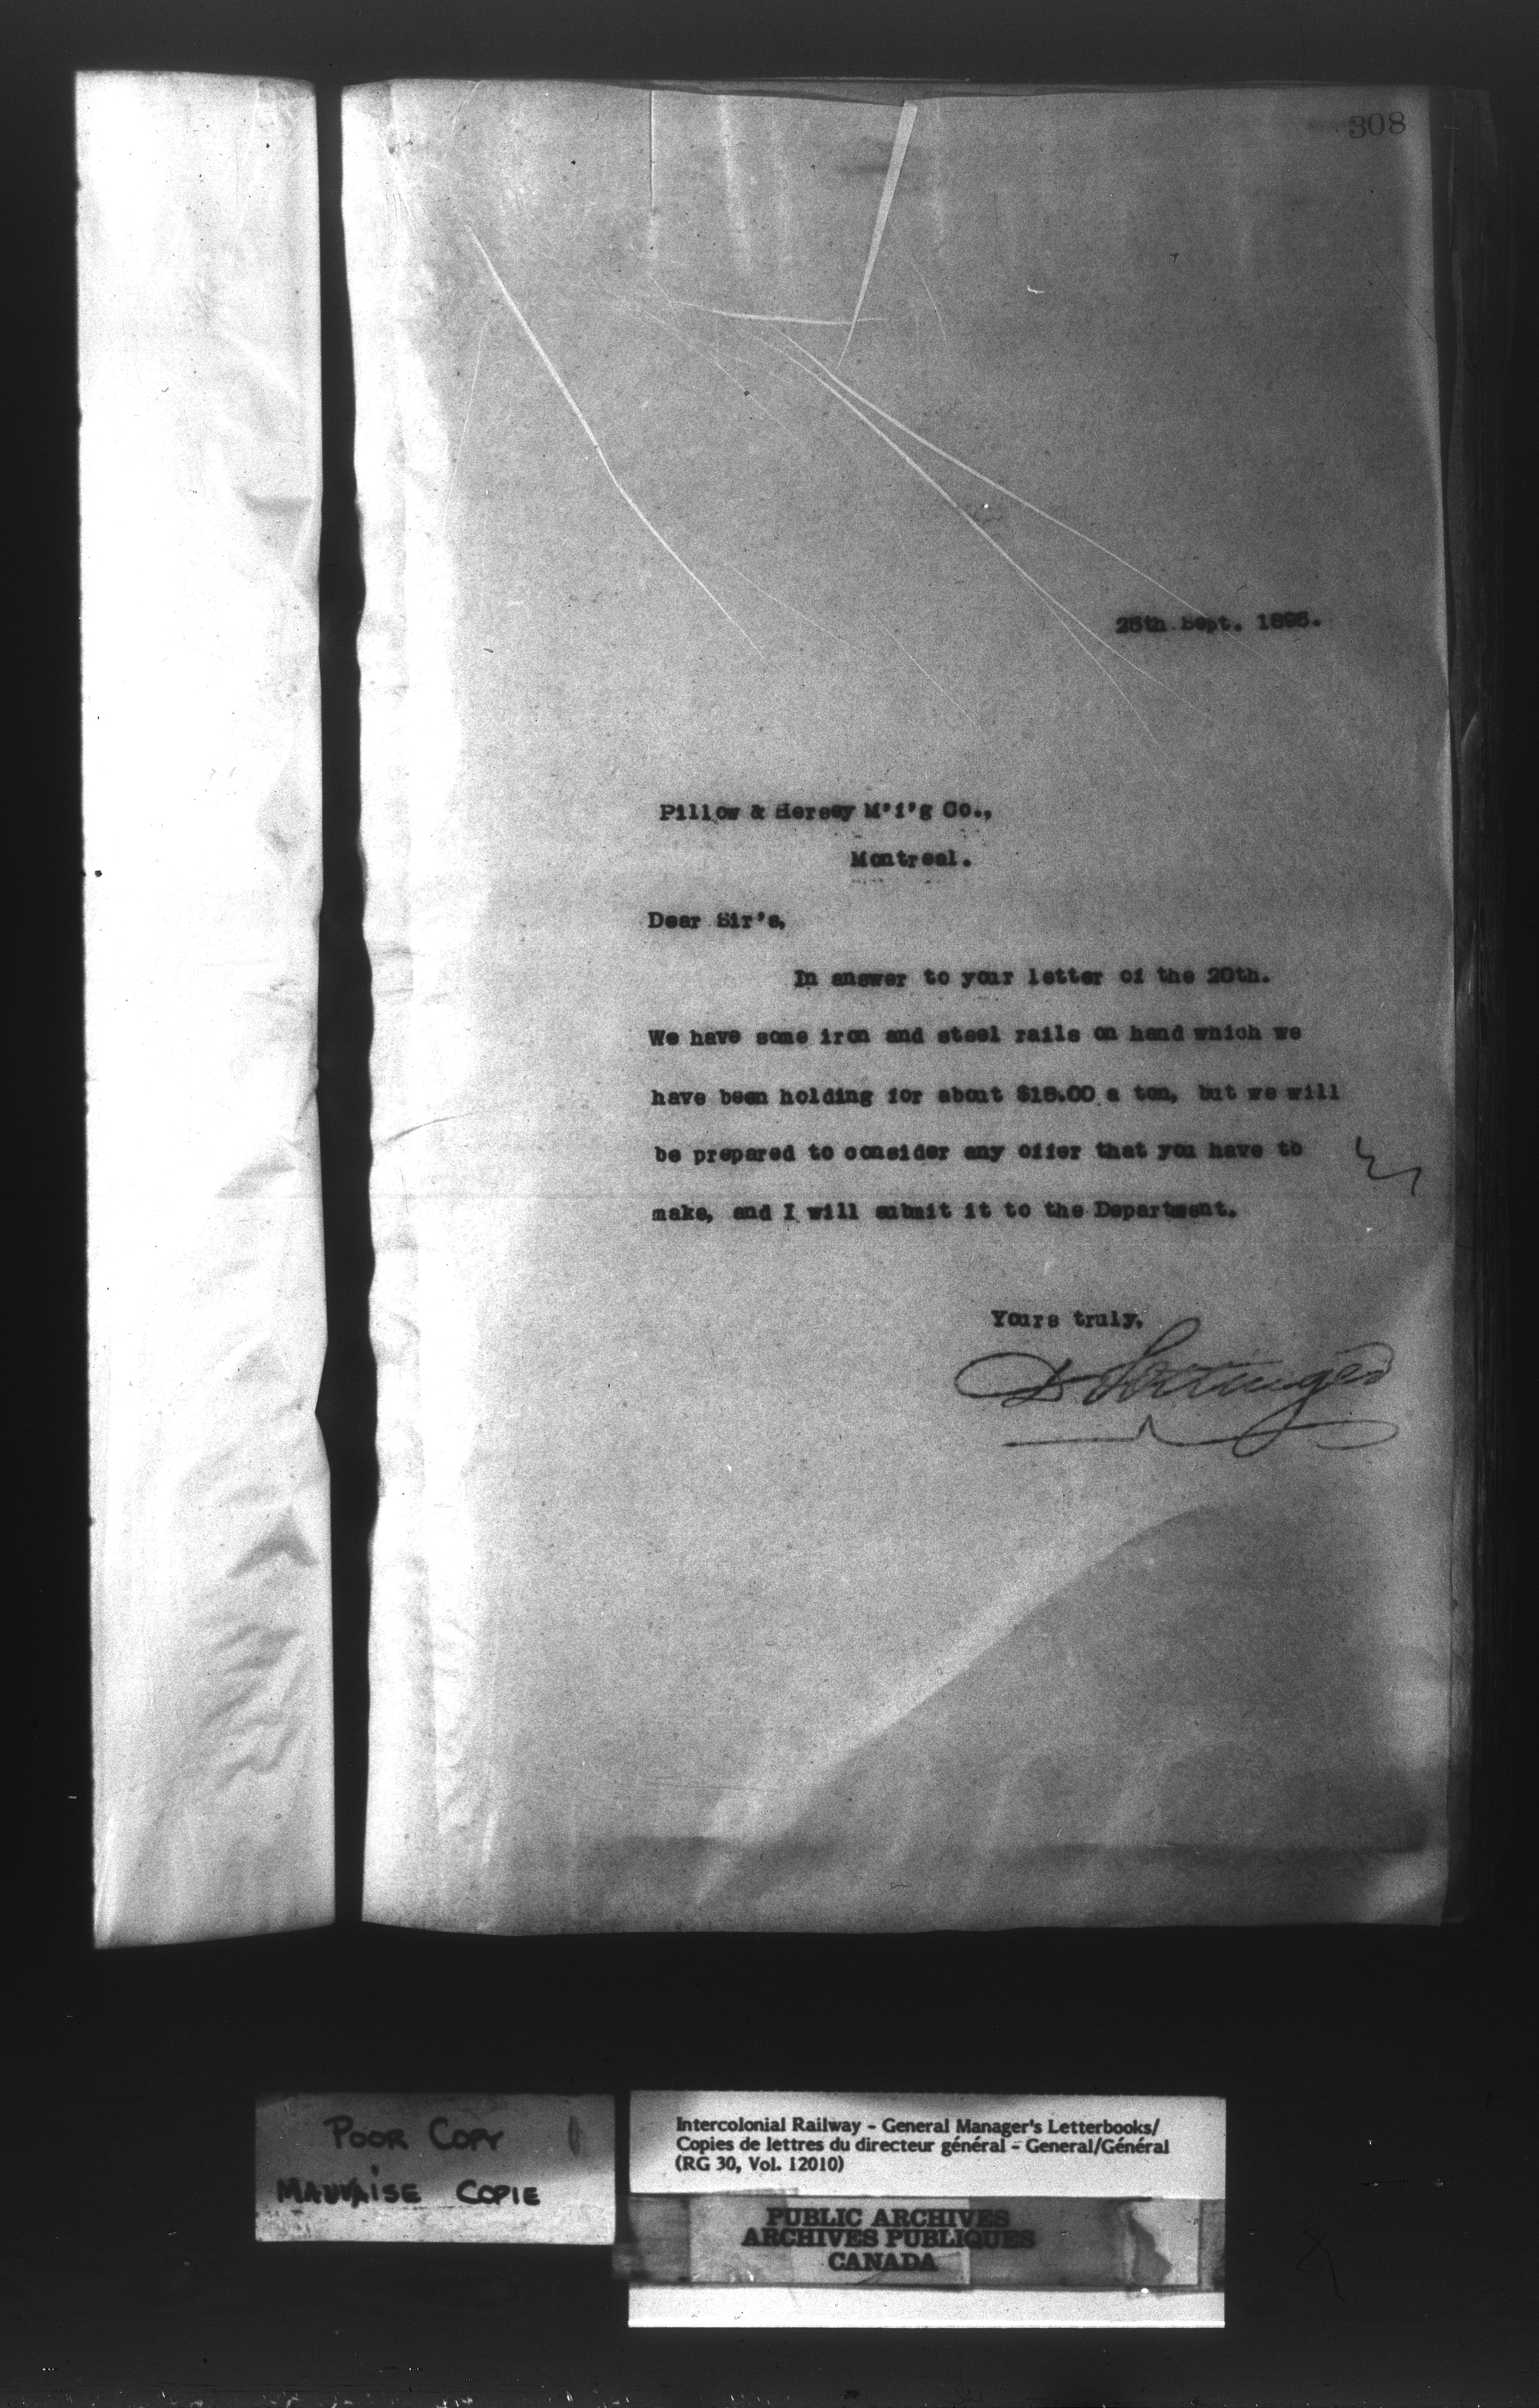 308
25th Sept. 1895.
Pillow & Hersey M'f'g Co.,
Montreal.
Dear Sir's,
In answer to your letter of the 20th.
We have some iron and steel rails on hand which we
have been holding for about $18.00 a ton, but we will
be prepared to consider any offer that you have to
make, and I will submit it to the Department.
Yours truly,
D Pottinger
POOR COPY
MAUVAISE COPIE
Intercolonial Railway - General Manager's Letterbooks/
Copies de lettres du directeur général - General/Général
(RG 30, Vol. 12010)
PUBLIC ARCHIVES
ARCHIVES PUBLIQUES
CANADA